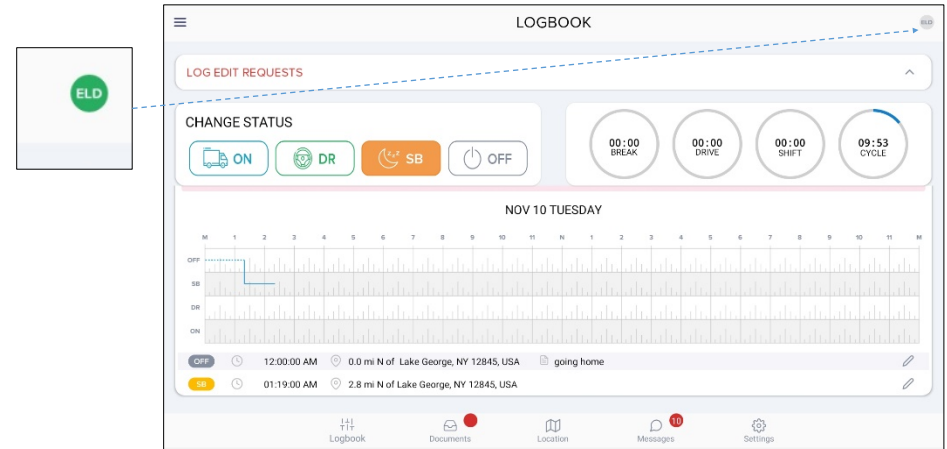 LOGBOOK
ELD
ELD
LOG EDIT REQUESTS
CHANGE STATUS
ON
DR
SB
OFF
00:00
BREAK
00:00
DRIVE
00:00
SHIFT
09:53
CYCLE
NOV 10 TUESDAY
M 1 2 3 4 5 6 7 8 9 10 11 N 1 2 3 4 5 6 7 8 9 10 11 M
OFF
SB
DR
ON
OFF 12:00:00 AM 0.0 mi N of Lake George, NY 12845, USA going home
SB 01:19:00 AM 2.8 mi N of Lake George, NY 12845, USA
10
Logbook Documents Location Messages Settings